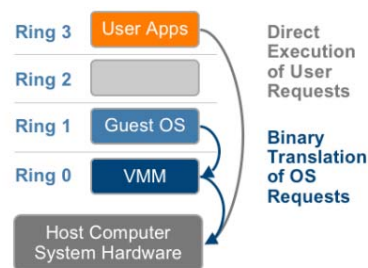 Ring 3
User Apps
Ring 2
Ring 1
Guest OS
Ring 0
VMM
Host Computer
System Hardware
Direct
Execution
of User
Requests
Binary
Translation
of OS
Requests